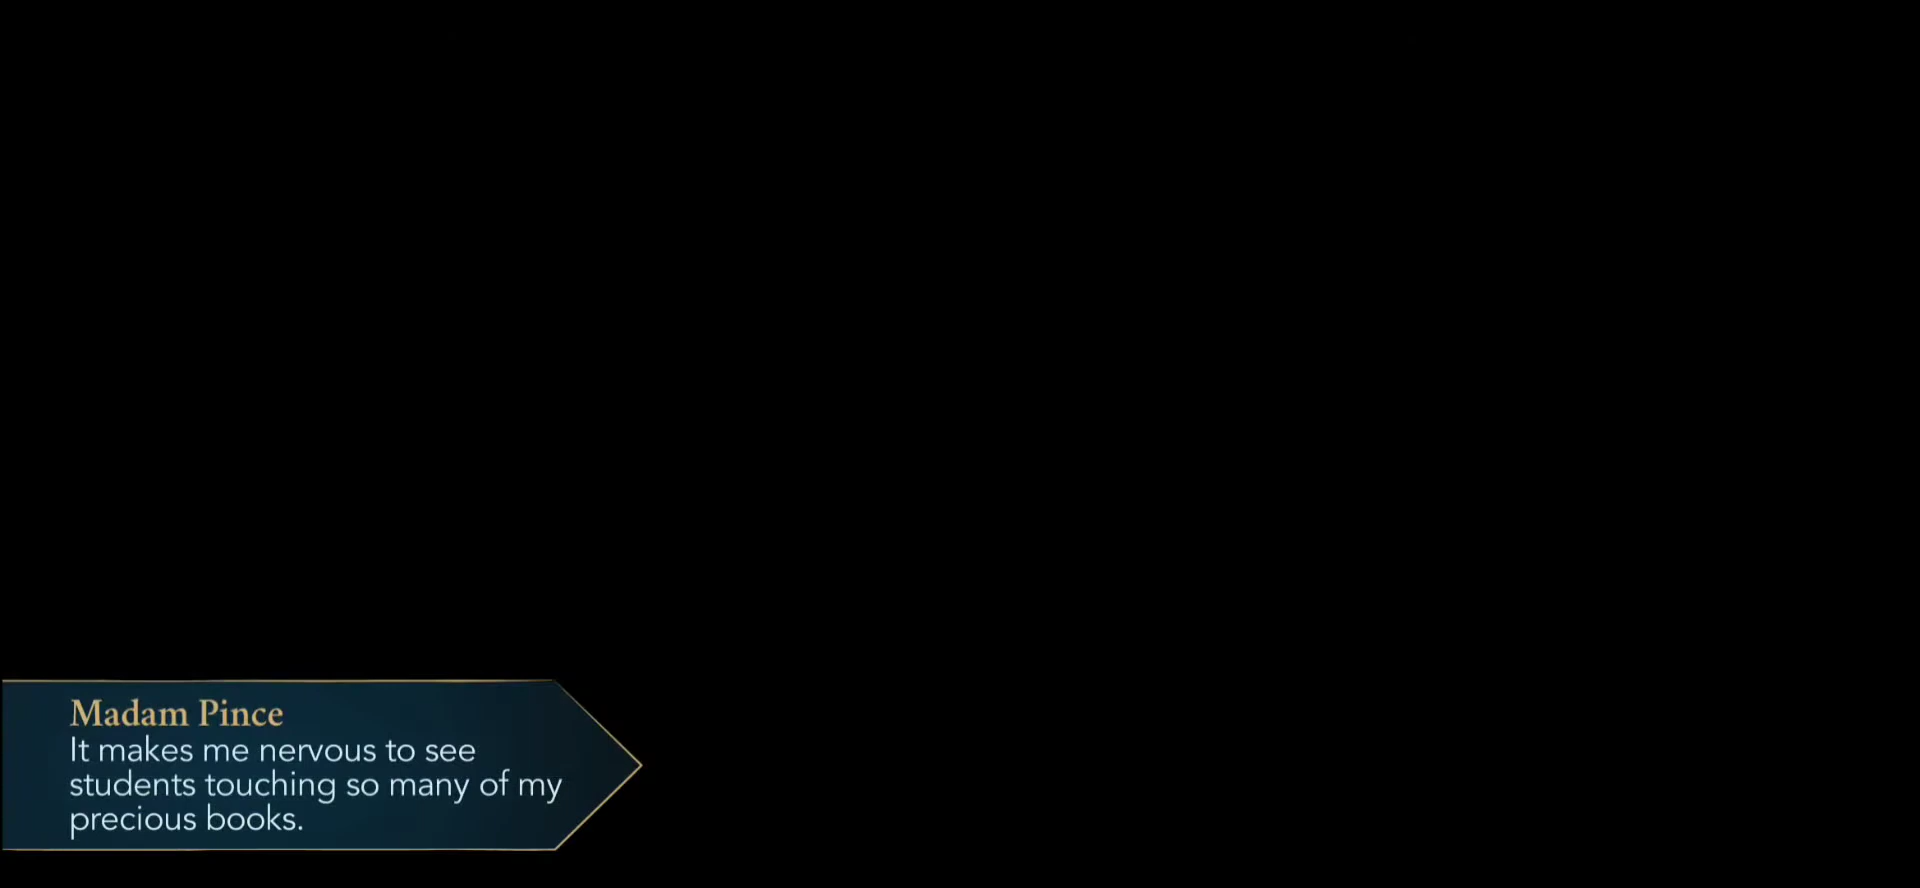 Madam Pince
It makes me nervous to see
students touching so many of my
precious books.